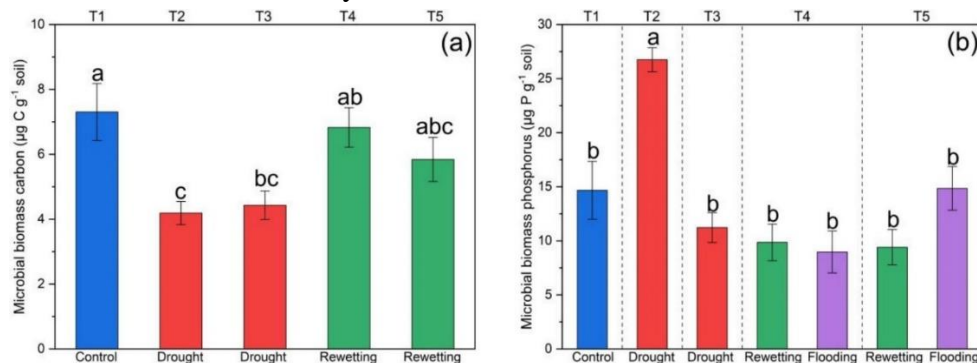 T1 T2 T3 T4 T5
(a)
Microbial biomass carbon (µg C g⁻¹ soil)
8
6
4
2
0
a
c
bc
ab
abc
Control Drought Drought Rewetting Rewetting
T1 T2 T3 T4 T5
(b)
Microbial biomass phosphorus (µg P g⁻¹ soil)
30
25
20
15
10
5
0
b
a
b
b
b
b
b
Control Drought Drought Rewetting Flooding Rewetting Flooding